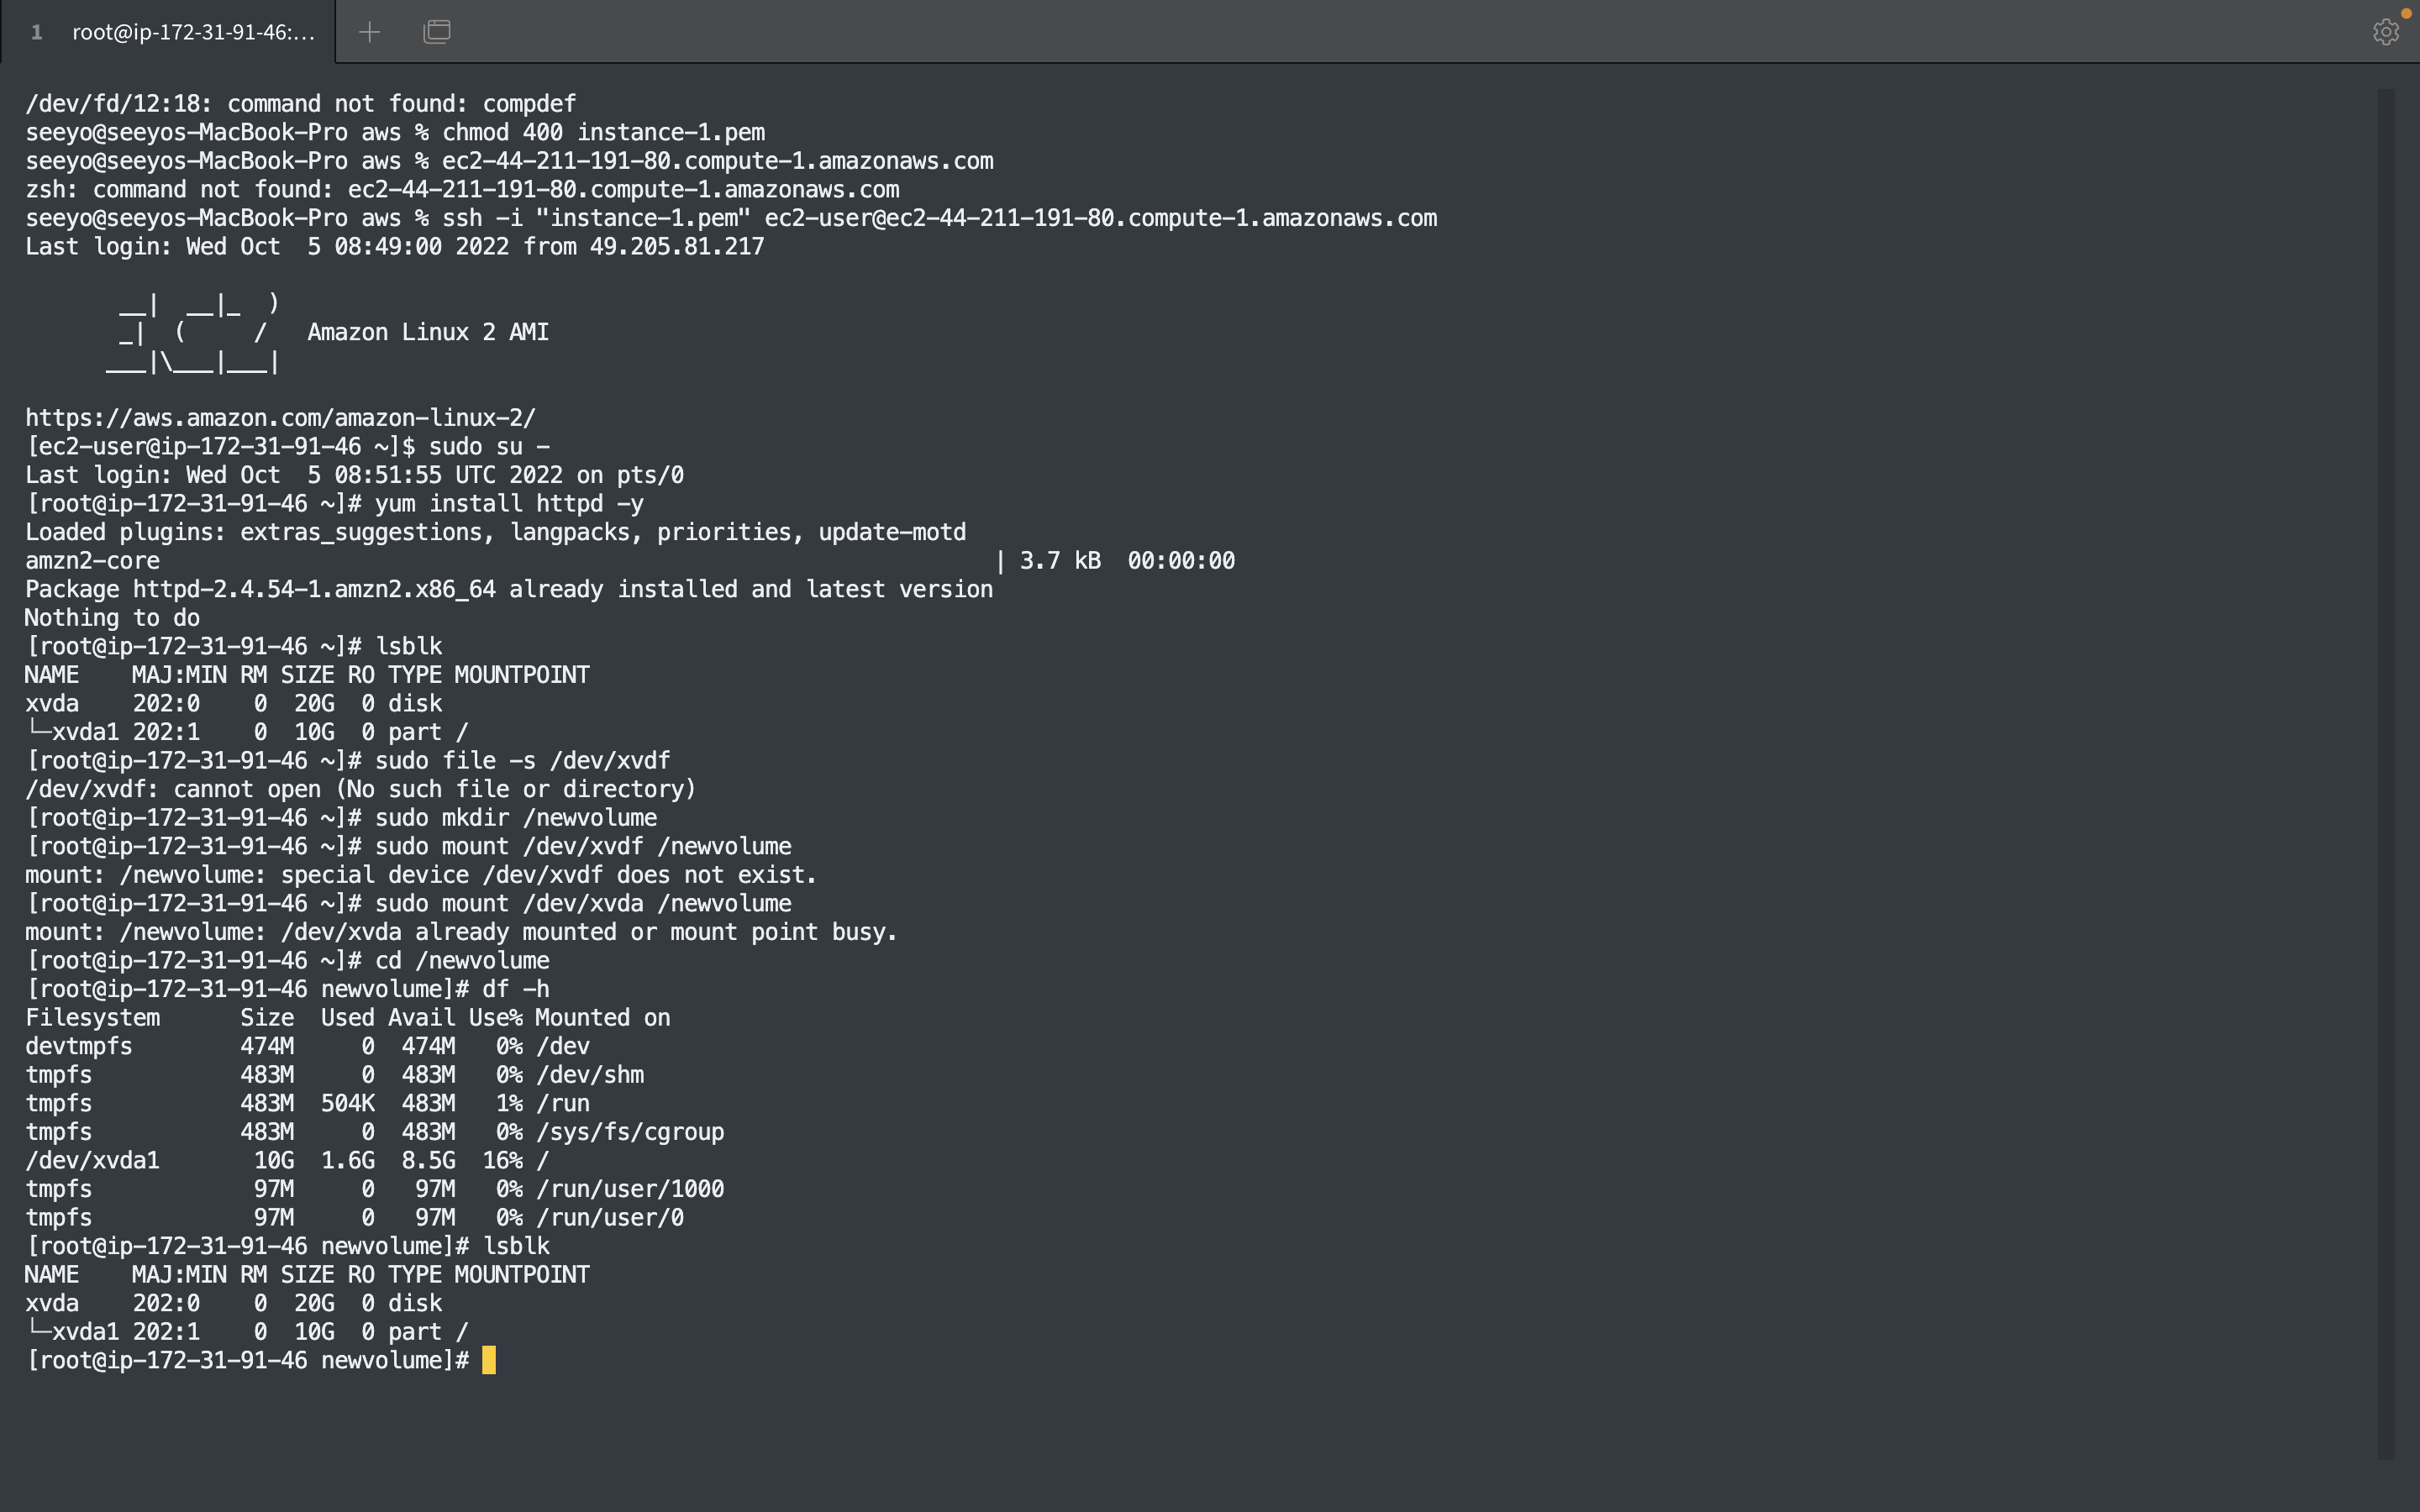 1 root@ip-172-31-91-46:...
/dev/fd/12:18: command not found: compdef
seeyo@seeyos-MacBook-Pro aws % chmod 400 instance-1.pem
seeyo@seeyos-MacBook-Pro aws % ec2-44-211-191-80.compute-1.amazonaws.com
zsh: command not found: ec2-44-211-191-80.compute-1.amazonaws.com
seeyo@seeyos-MacBook-Pro aws % ssh -i "instance-1.pem" ec2-user@ec2-44-211-191-80.compute-1.amazonaws.com
Last login: Wed Oct  5 08:49:00 2022 from 49.205.81.217

       __|  __|_  )
       _|  (     /   Amazon Linux 2 AMI
      ___|\___|___|

https://aws.amazon.com/amazon-linux-2/
[ec2-user@ip-172-31-91-46 ~]$ sudo su -
Last login: Wed Oct  5 08:51:55 UTC 2022 on pts/0
[root@ip-172-31-91-46 ~]# yum install httpd -y
Loaded plugins: extras_suggestions, langpacks, priorities, update-motd
amzn2-core                                                              | 3.7 kB  00:00:00
Package httpd-2.4.54-1.amzn2.x86_64 already installed and latest version
Nothing to do
[root@ip-172-31-91-46 ~]# lsblk
NAME    MAJ:MIN RM SIZE RO TYPE MOUNTPOINT
xvda    202:0    0  20G  0 disk
└─xvda1 202:1    0  10G  0 part /
[root@ip-172-31-91-46 ~]# sudo file -s /dev/xvdf
/dev/xvdf: cannot open (No such file or directory)
[root@ip-172-31-91-46 ~]# sudo mkdir /newvolume
[root@ip-172-31-91-46 ~]# sudo mount /dev/xvdf /newvolume
mount: /newvolume: special device /dev/xvdf does not exist.
[root@ip-172-31-91-46 ~]# sudo mount /dev/xvda /newvolume
mount: /newvolume: /dev/xvda already mounted or mount point busy.
[root@ip-172-31-91-46 ~]# cd /newvolume
[root@ip-172-31-91-46 newvolume]# df -h
Filesystem      Size  Used Avail Use% Mounted on
devtmpfs        474M     0  474M   0% /dev
tmpfs           483M     0  483M   0% /dev/shm
tmpfs           483M  504K  483M   1% /run
tmpfs           483M     0  483M   0% /sys/fs/cgroup
/dev/xvda1       10G  1.6G  8.5G  16% /
tmpfs            97M     0   97M   0% /run/user/1000
tmpfs            97M     0   97M   0% /run/user/0
[root@ip-172-31-91-46 newvolume]# lsblk
NAME    MAJ:MIN RM SIZE RO TYPE MOUNTPOINT
xvda    202:0    0  20G  0 disk
└─xvda1 202:1    0  10G  0 part /
[root@ip-172-31-91-46 newvolume]#